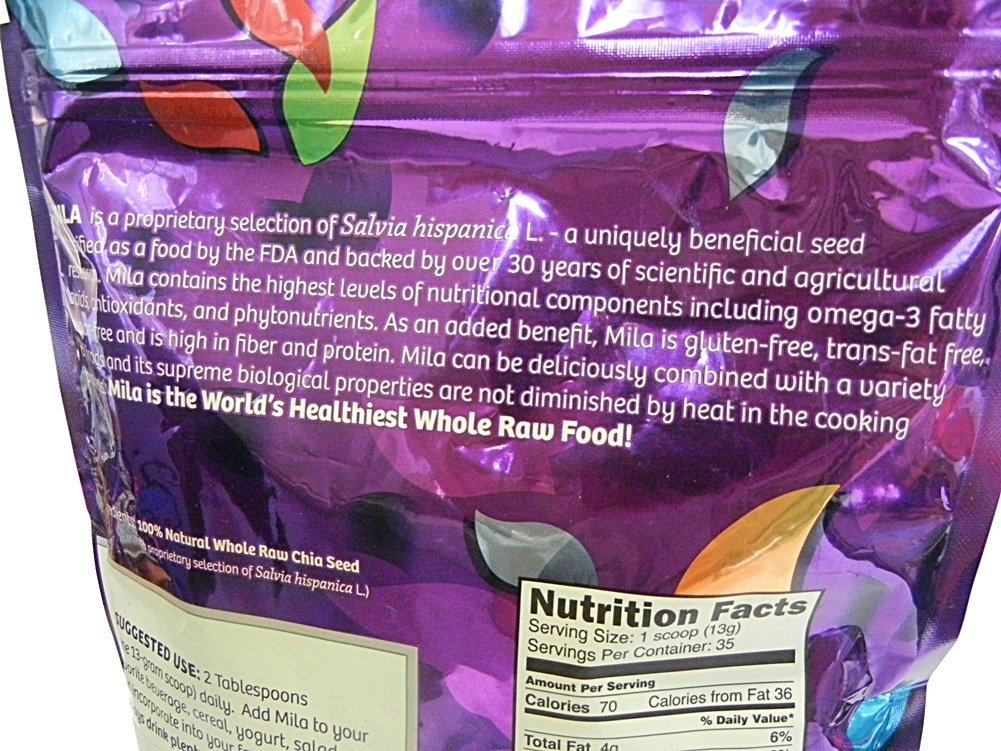 MILA is a proprietary selection of Salvia hispanica L. - a uniquely beneficial seed
as a food by the FDA and backed by over 30 years of scientific and agricultural
Mila contains the highest levels of nutritional components including omega-3 fatty
antioxidants, and phytonutrients. As an added benefit, Mila is gluten-free, trans-fat free,
free and is high in fiber and protein. Mila can be deliciously combined with a variety
and its supreme biological properties are not diminished by heat in the cooking
Mila is the World's Healthiest Whole Raw Food!
100% Natural Whole Raw Chia Seed
proprietary selection of Salvia hispanica L.)
SUGGESTED USE: 2 Tablespoons
13-gram scoop) daily. Add Mila to your
beverage, cereal, yogurt, salad
incorporate into your
drink
Nutrition Facts
Serving Size: 1 scoop (13g)
Servings Per Container: 35
Amount Per Serving
Calories 70 Calories from Fat 36
% Daily Value*
Total Fat 4g 6%